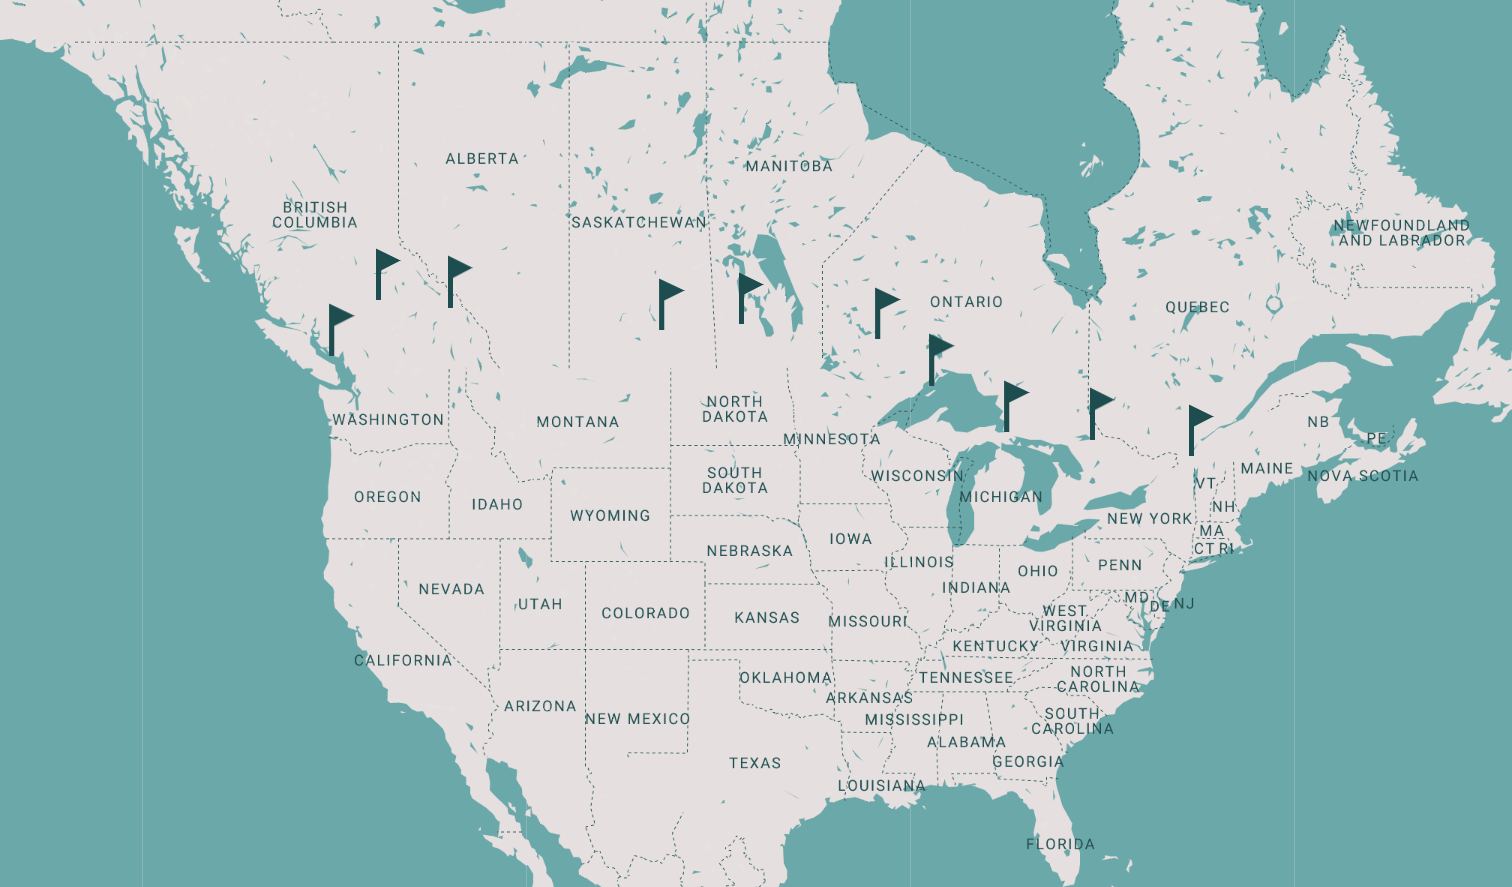 ALBERTA
MANITOBA
BRITISH
COLUMBIA
SASKATCHEWAN
NEWFOUNDLAND
AND LABRADOR
ONTARIO
QUEBEC
NORTH
DAKOTA
WASHINGTON
MONTANA
NB
MINNESOTA
PE
MAINE
NOVA SCOTIA
SOUTH
DAKOTA
WISCONSIN
VT
OREGON
IDAHO
MICHIGAN
NH
WYOMING
NEW YORK
MA
IOWA
CT RI
NEBRASKA
ILLINOIS
PENN
OHIO
NEVADA
INDIANA
UTAH
MD
DE NJ
COLORADO
KANSAS
MISSOURI
WEST
VIRGINIA
KENTUCKY
VIRGINIA
CALIFORNIA
OKLAHOMA
TENNESSEE
NORTH
CAROLINA
ARKANSAS
ARIZONA
NEW MEXICO
MISSISSIPPI
SOUTH
CAROLINA
ALABAMA
TEXAS
GEORGIA
LOUISIANA
FLORIDA